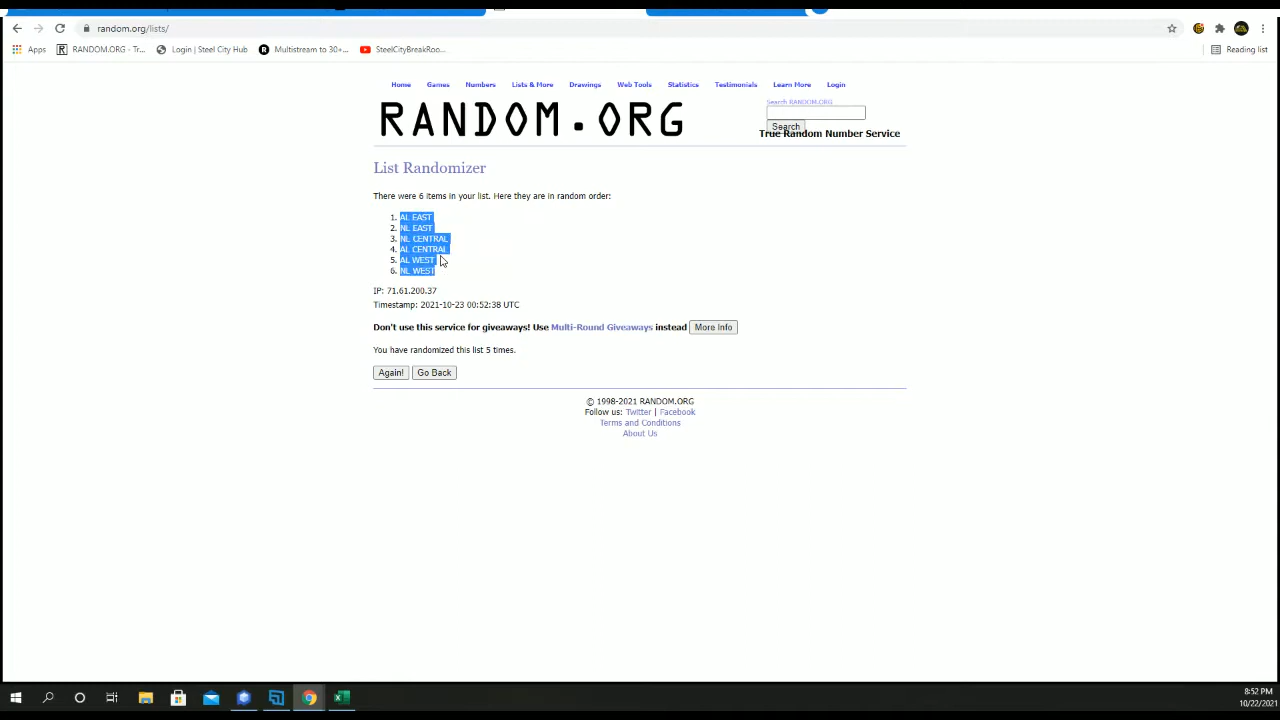 random.org/lists/
Apps
RANDOM.ORG - Tr...
Login | Steel City Hub
Multistream to 30+...
SteelCityBreakRoo...
Reading list
Home Games Numbers Lists & More Drawings Web Tools Statistics Testimonials Learn More Login
RANDOM.ORG
Search RANDOM.ORG
Search
True Random Number Service
List Randomizer
There were 6 items in your list. Here they are in random order:
1. AL EAST
2. NL EAST
3. NL CENTRAL
4. AL CENTRAL
5. AL WEST
6. NL WEST
IP: 71.61.200.37
Timestamp: 2021-10-23 00:52:38 UTC
Don't use this service for giveaways! Use Multi-Round Giveaways instead More Info
You have randomized this list 5 times.
Again! Go Back
© 1998-2021 RANDOM.ORG
Follow us: Twitter | Facebook
Terms and Conditions
About Us
8:52 PM
10/22/2021